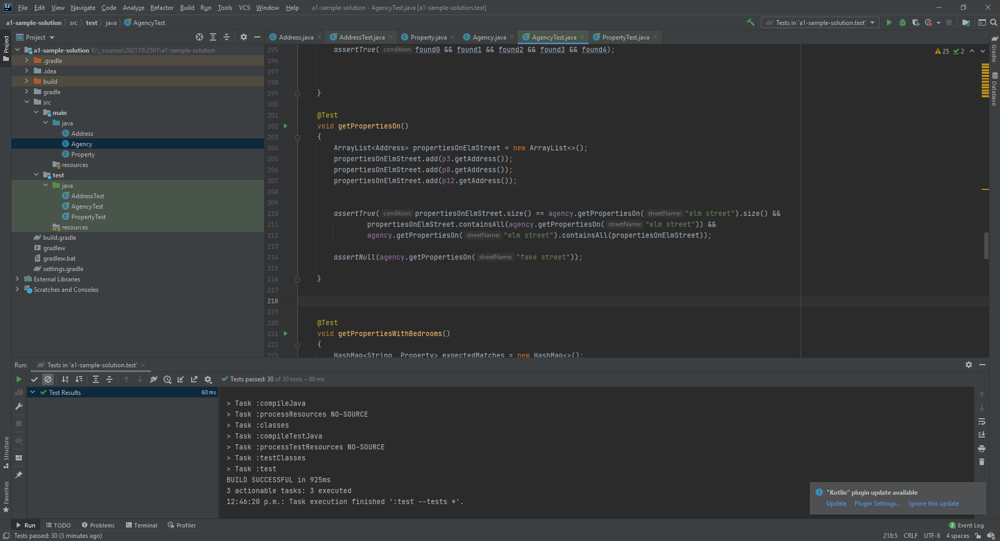 File Edit View Navigate Code Analyze Refactor Build Run Tools VCS Window Help a1-sample-solution - AgencyTest.java [a1-sample-solution.test]
a1-sample-solution src test java AgencyTest
Tests in 'a1-sample-solution.test'
Project
Project
Address.java AddressTest.java Property.java Agency.java AgencyTest.java PropertyTest.java
Gradle
Database
a1-sample-solution E:\_courses\202110\2501\a1-sample-solution
.gradle
.idea
build
gradle
src
main
java
Address
Agency
Property
resources
test
java
AddressTest
AgencyTest
PropertyTest
resources
build.gradle
gradlew
gradlew.bat
settings.gradle
External Libraries
Scratches and Consoles
25 2
195 assertTrue( condition: found0 && found1 && found2 && found3 && found4);
196
197
198
199 }
200
201 @Test
202 void getPropertiesOn()
203 {
204 ArrayList<Address> propertiesOnElmStreet = new ArrayList<>();
205 propertiesOnElmStreet.add(p3.getAddress());
206 propertiesOnElmStreet.add(p8.getAddress());
207 propertiesOnElmStreet.add(p12.getAddress());
208
209
210 assertTrue( condition: propertiesOnElmStreet.size() == agency.getPropertiesOn( streetName: "elm street").size() &&
211 propertiesOnElmStreet.containsAll(agency.getPropertiesOn( streetName: "elm street")) &&
212 agency.getPropertiesOn( streetName: "elm street").containsAll(propertiesOnElmStreet));
213
214 assertNull(agency.getPropertiesOn( streetName: "fake street"));
215
216 }
217
218
219
220 @Test
221 void getPropertiesWithBedrooms()
222 {
223 HashMap<String, Property> expectedMatches = new HashMap<>();
Run: Tests in 'a1-sample-solution.test'
Tests passed: 30 of 30 tests – 60 ms
Test Results 60 ms
> Task :compileJava
> Task :processResources NO-SOURCE
> Task :classes
> Task :compileTestJava
> Task :processTestResources NO-SOURCE
> Task :testClasses
> Task :test
BUILD SUCCESSFUL in 925ms
3 actionable tasks: 3 executed
12:46:20 p.m.: Task execution finished ':test --tests *'.
Structure
Favorites
"Kotlin" plugin update available
Update Plugin Settings... Ignore this update
Run TODO Problems Terminal Profiler 2 Event Log
Tests passed: 30 (3 minutes ago) 218:5 CRLF UTF-8 4 spaces